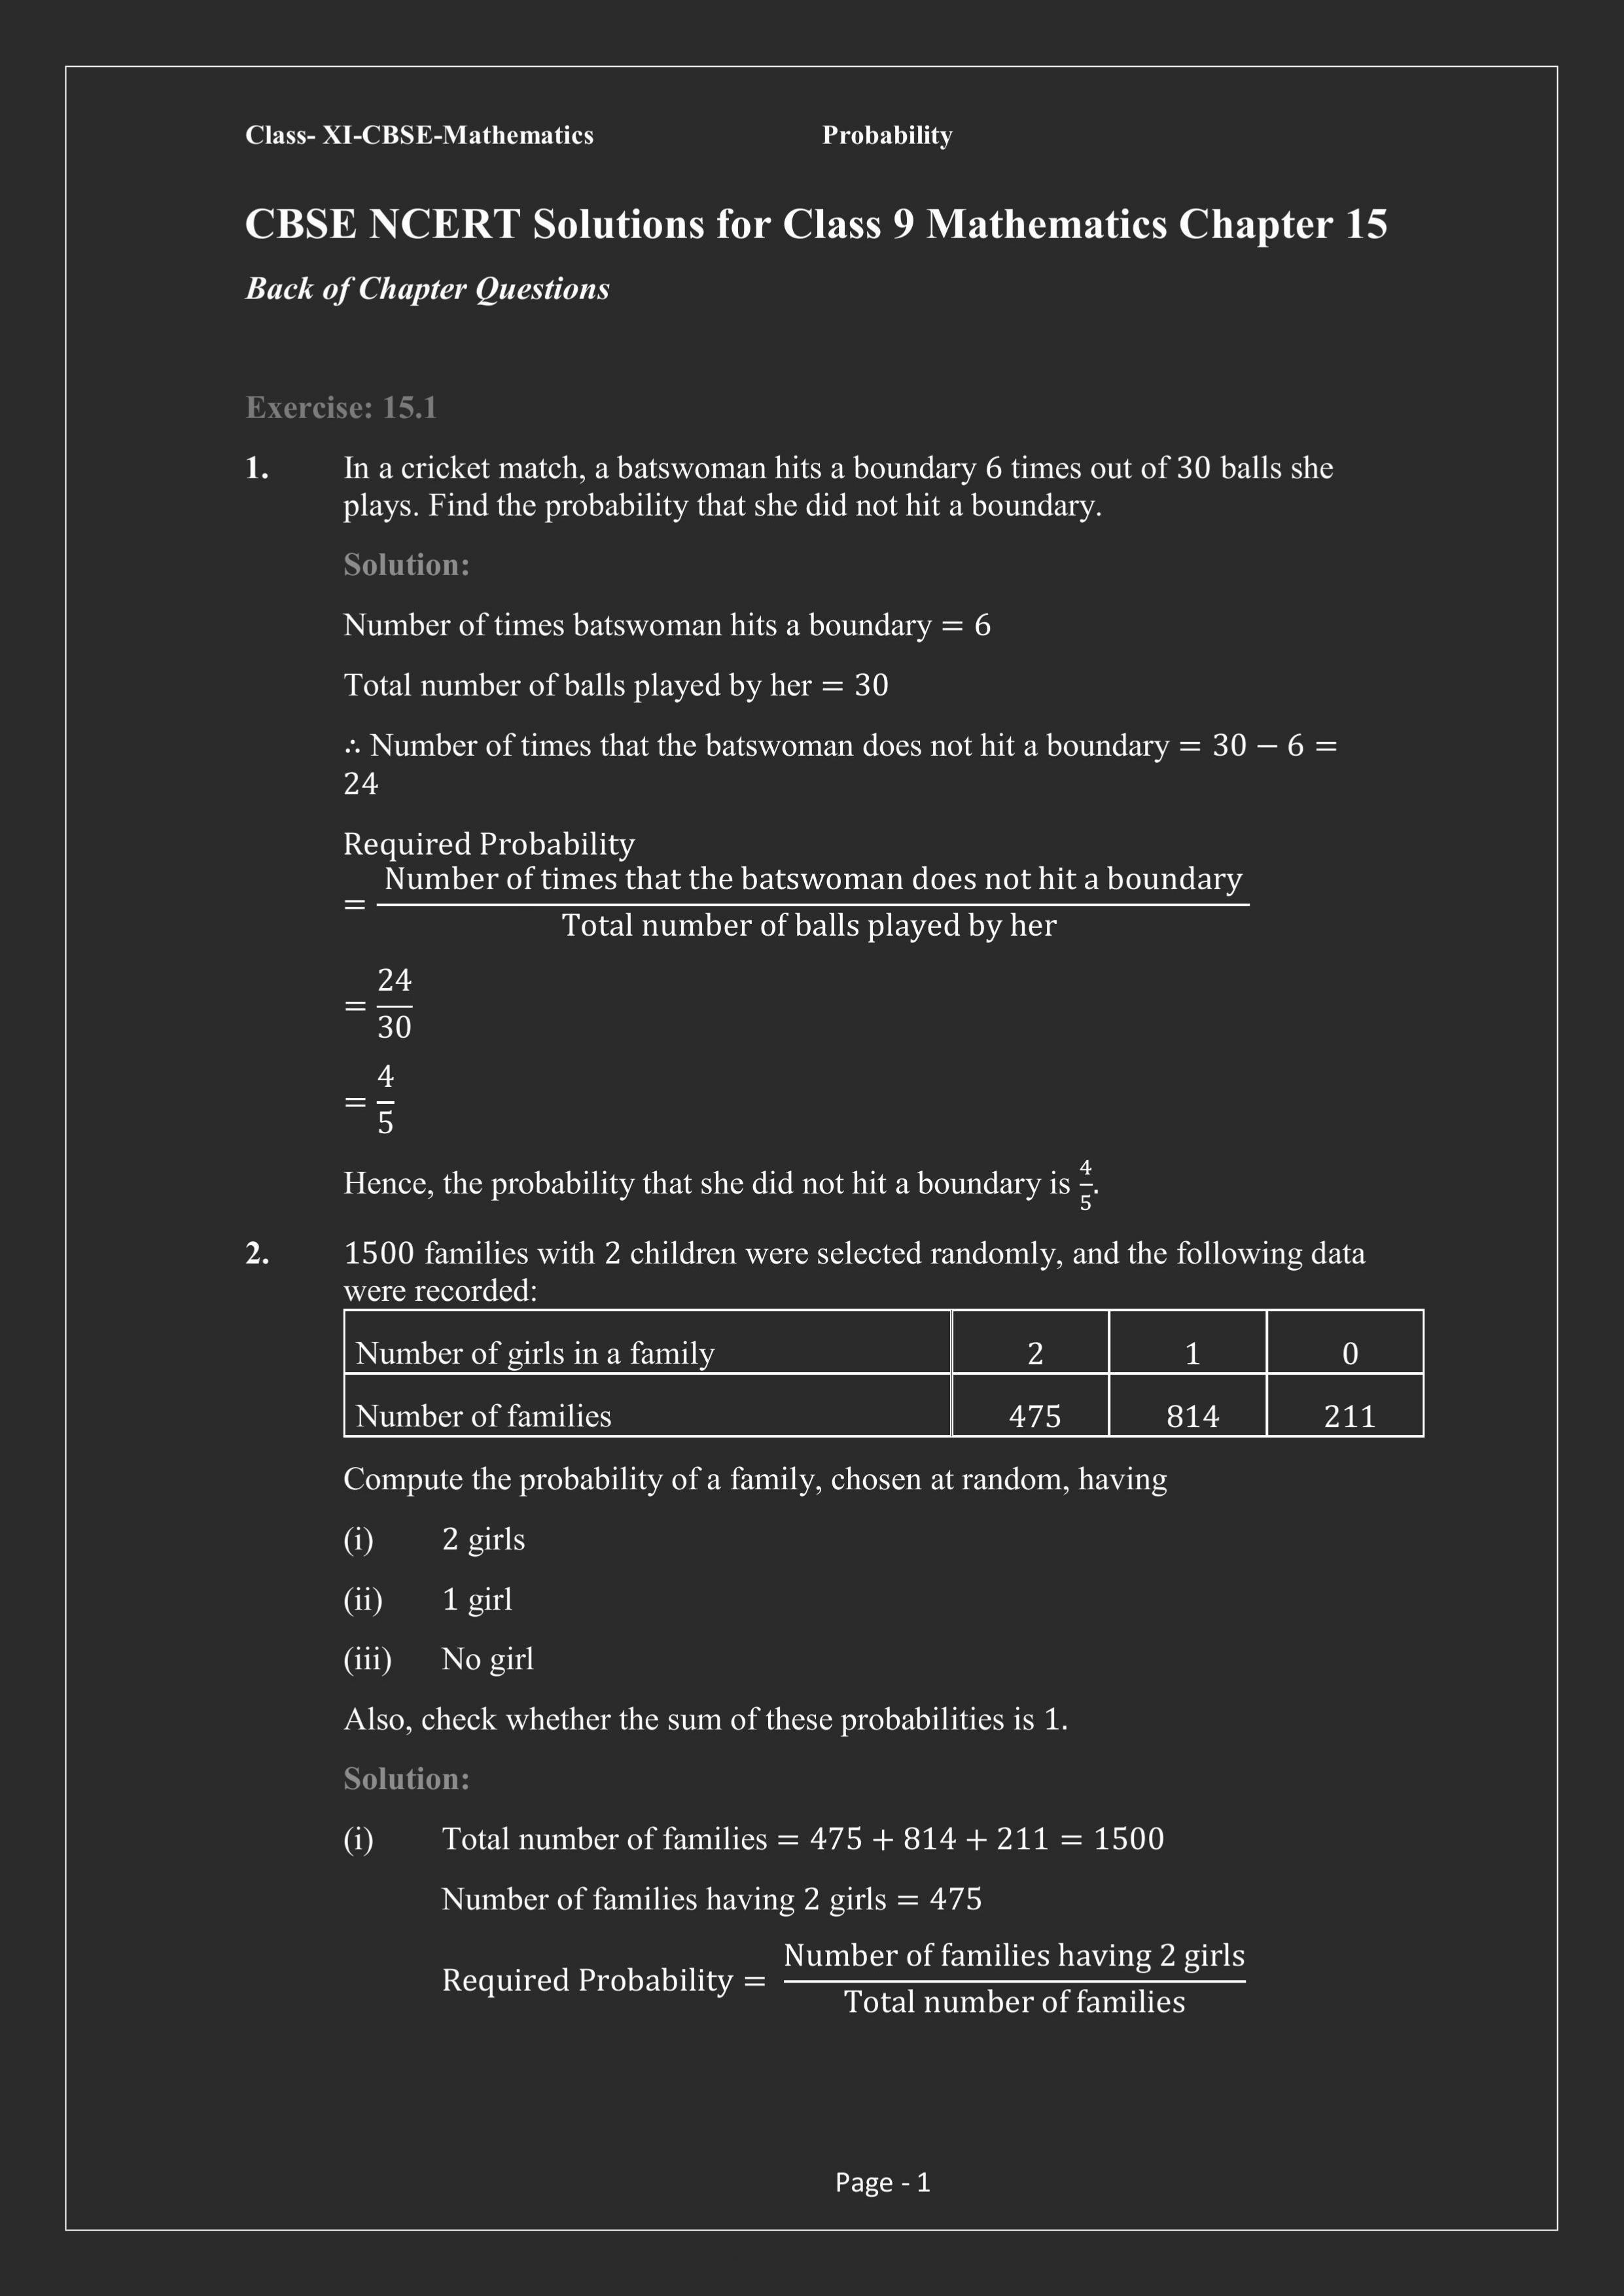 Class- XI-CBSE-Mathematics Probability
CBSE NCERT Solutions for Class 9 Mathematics Chapter 15
Back of Chapter Questions
Exercise: 15.1
1. In a cricket match, a batswoman hits a boundary 6 times out of 30 balls she
plays. Find the probability that she did not hit a boundary.
Solution:
Number of times batswoman hits a boundary = 6
Total number of balls played by her = 30
∴ Number of times that the batswoman does not hit a boundary = 30 − 6 =
24
Required Probability
= Number of times that the batswoman does not hit a boundary
Total number of balls played by her
= 24
30
= 4
5
Hence, the probability that she did not hit a boundary is 4/5.
2. 1500 families with 2 children were selected randomly, and the following data
were recorded:
Number of girls in a family 2 1 0
Number of families 475 814 211
Compute the probability of a family, chosen at random, having
(i) 2 girls
(ii) 1 girl
(iii) No girl
Also, check whether the sum of these probabilities is 1.
Solution:
(i) Total number of families = 475 + 814 + 211 = 1500
Number of families having 2 girls = 475
Required Probability = Number of families having 2 girls
Total number of families
Page - 1